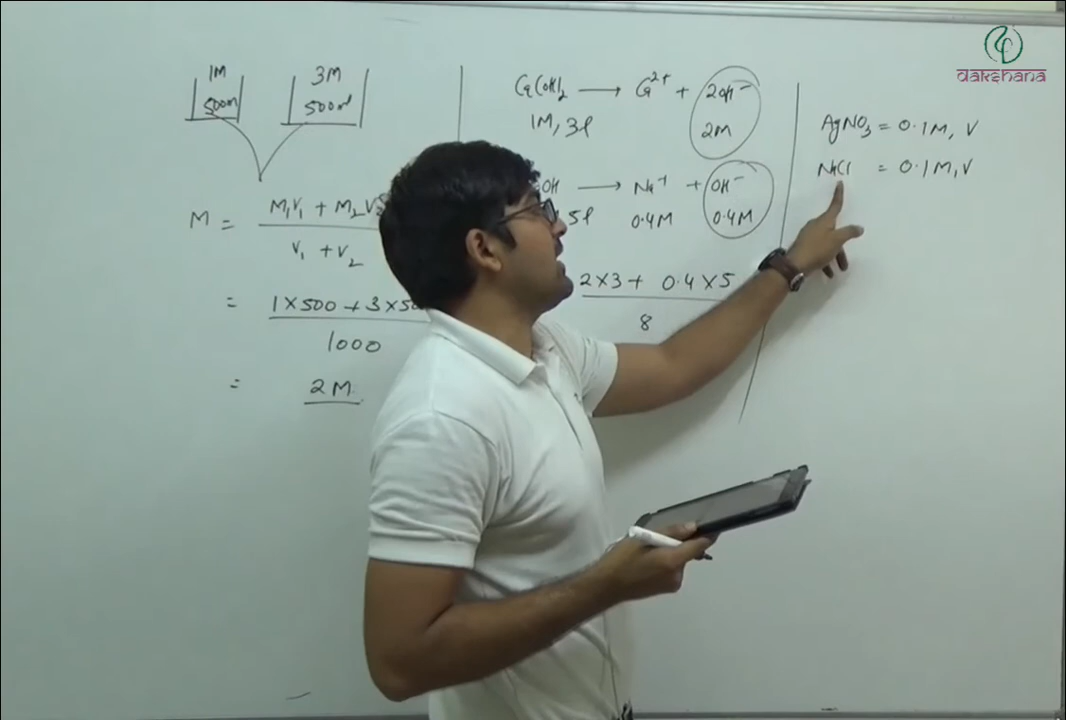 dakshana
1M
500ml
3M
500ml
M = M₁V₁ + M₂V₂
V₁ + V₂
= 1×500 + 3×50
1000
= 2M
Ca(OH)₂ → Ca²⁺ + 2OH⁻
1M, 3l 2M
OH → Na⁺ + OH⁻
5l 0.4M 0.4M
2×3 + 0.4×5
8
AgNO₃ = 0.1M, V
NaCl = 0.1M, V